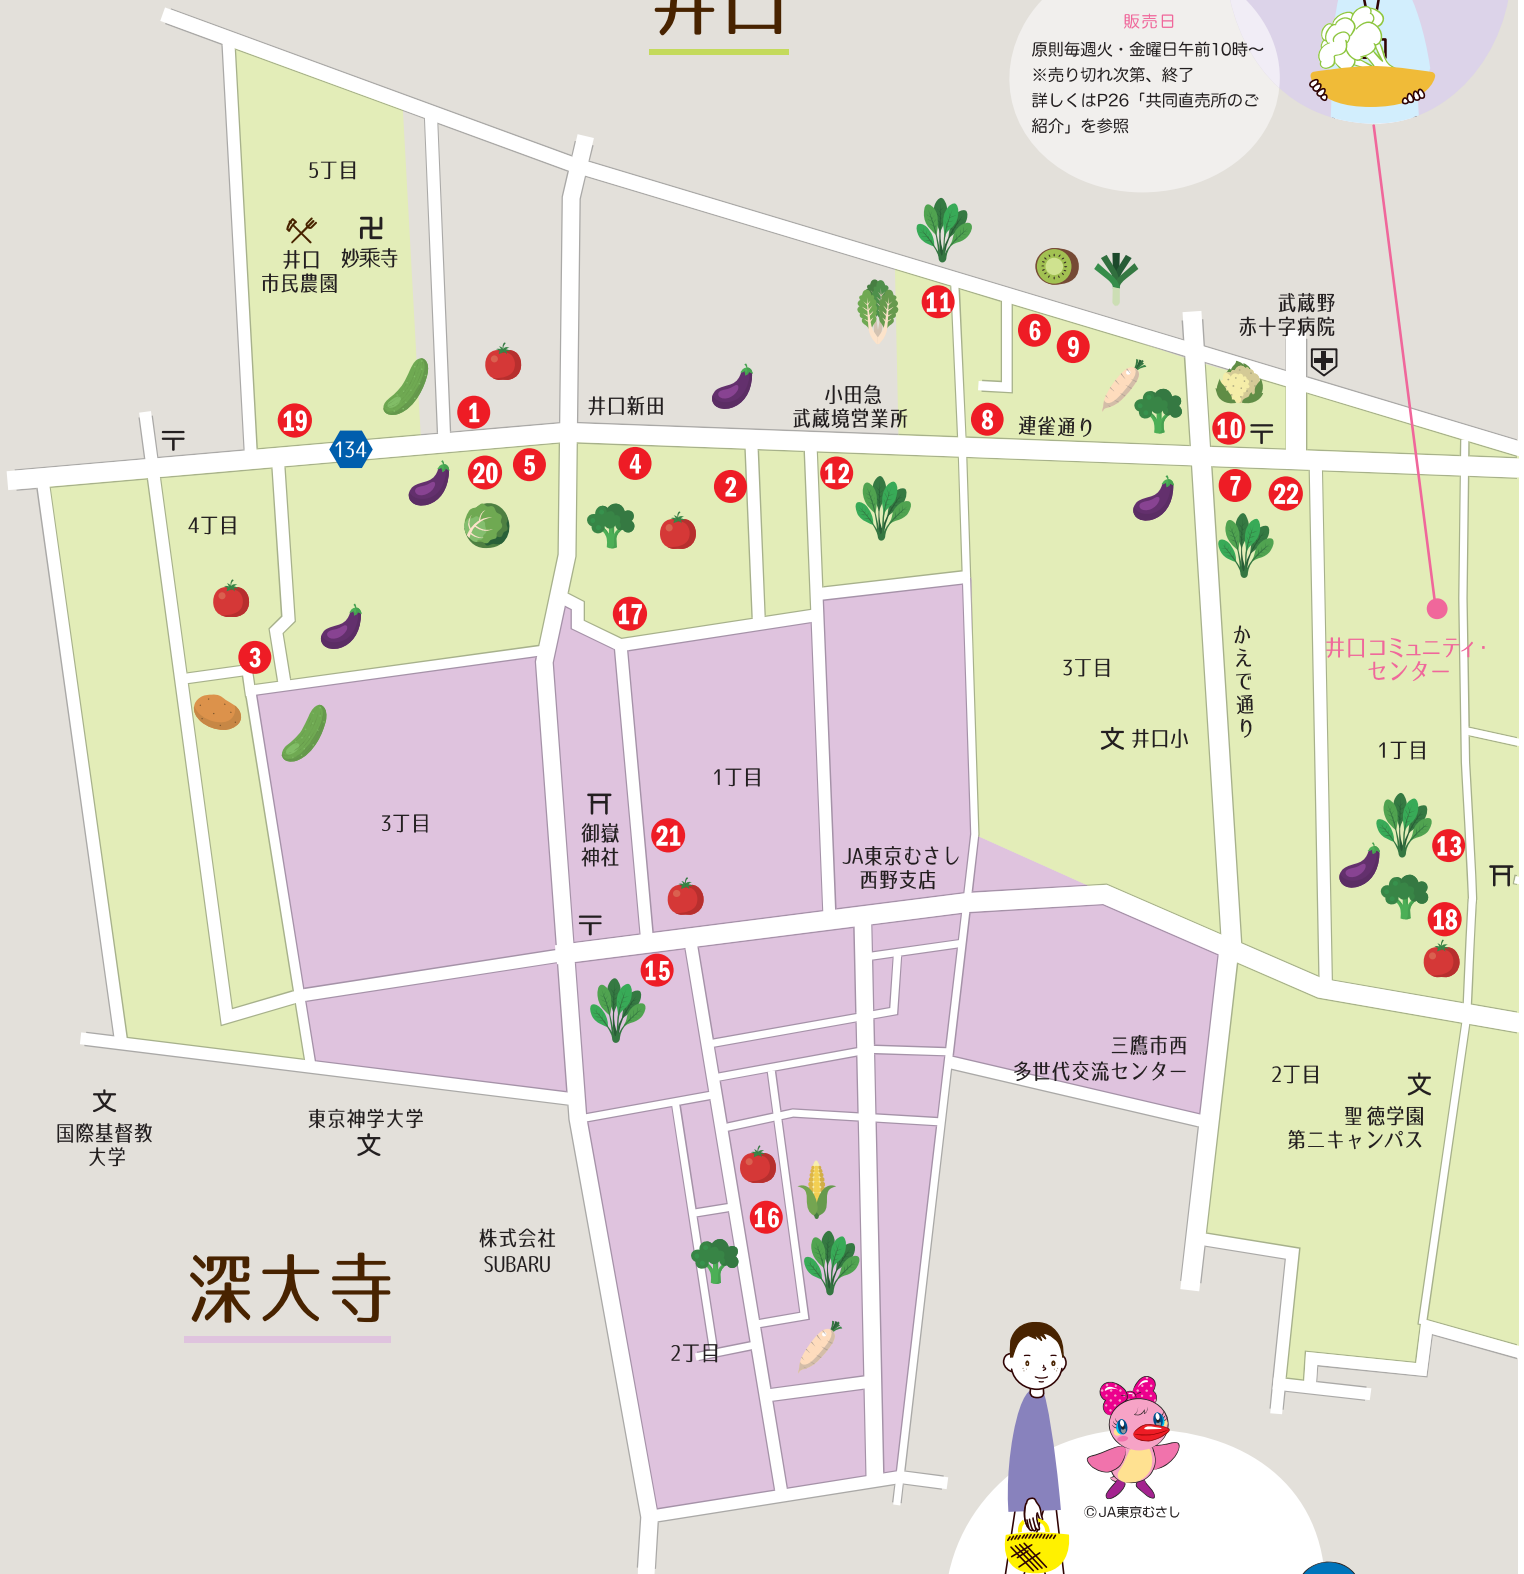 井口
販売日
原則毎週火・金曜日午前10時～
※売り切れ次第、終了
詳しくはP26「共同直売所のご
紹介」を参照
5丁目
井口
市民農園
妙乗寺
11
武蔵野
赤十字病院
6
9
小田急
武蔵境営業所
井口新田
19
1
8
連雀通り
10
〒
〒
134
20
5
4
2
12
7
22
4丁目
17
3
3丁目
かえで通り
井口コミュニティ・
センター
文 井口小
1丁目
1丁目
3丁目
御嶽
神社
21
13
JA東京むさし
西野支店
18
〒
15
三鷹市西
多世代交流センター
2丁目
文
聖徳学園
第二キャンパス
文
国際基督教
大学
東京神学大学
文
16
株式会社
SUBARU
深大寺
2丁目
©JA東京むさし